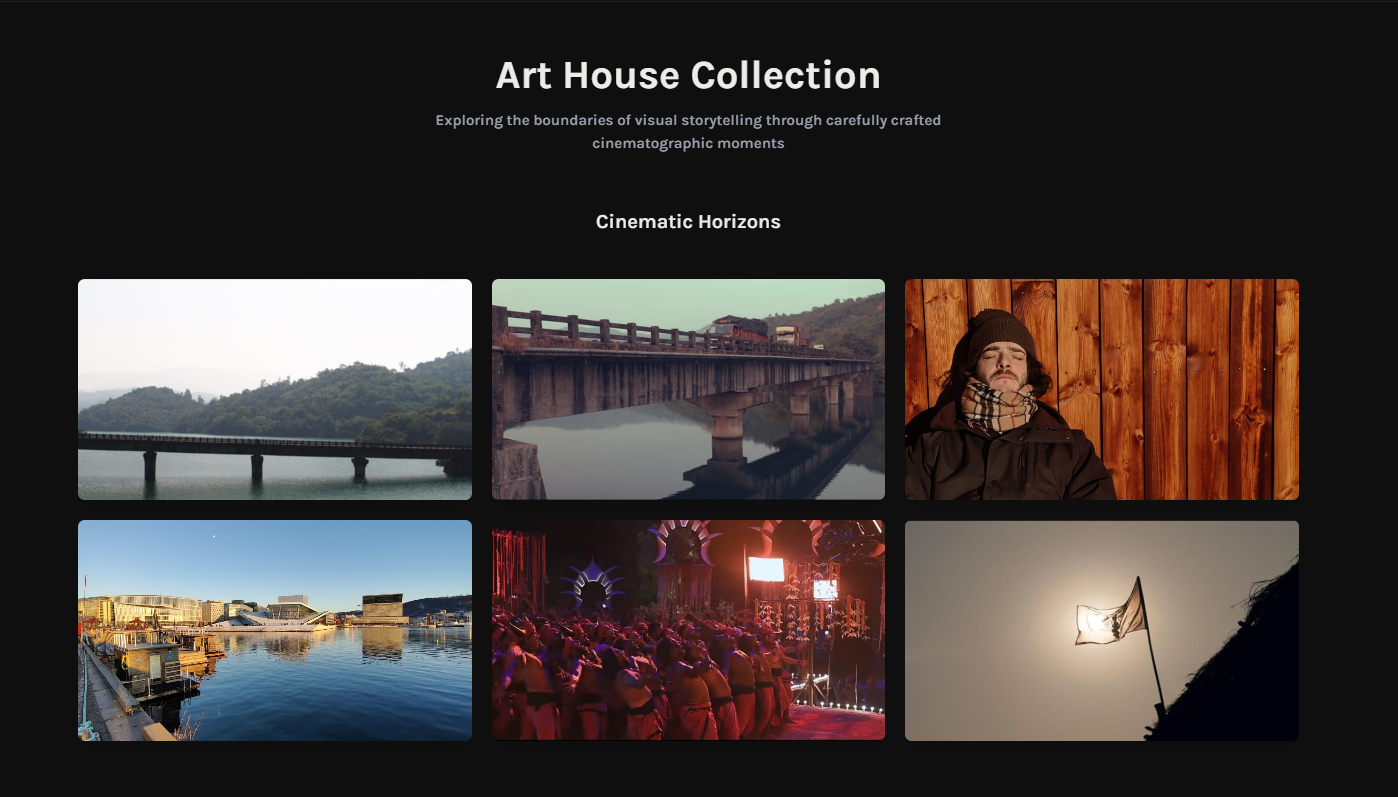 Art House Collection
Exploring the boundaries of visual storytelling through carefully crafted
cinematographic moments
Cinematic Horizons